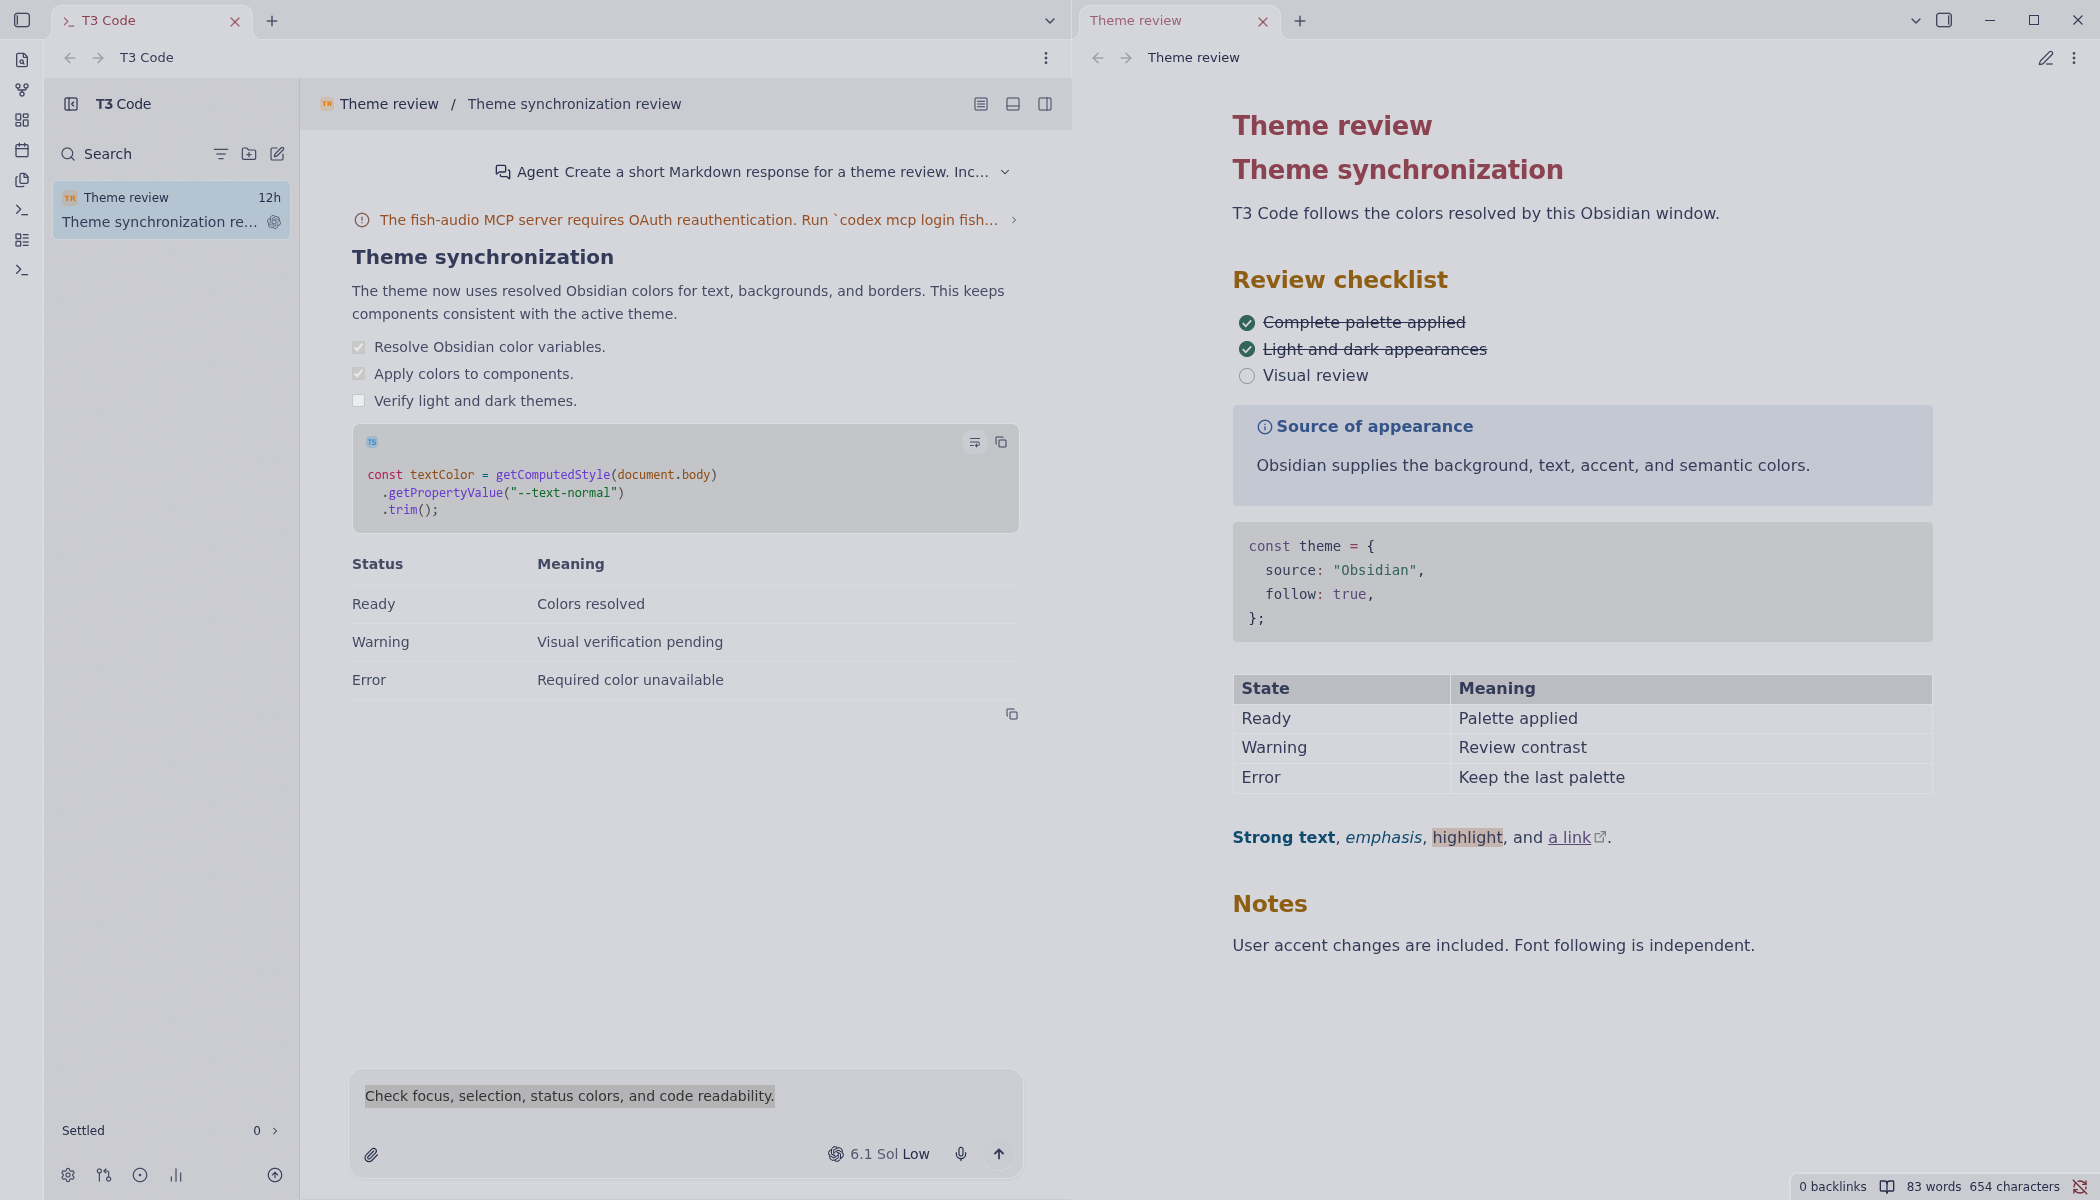 T3 Code
Theme review
T3 Code
Theme review
T3 Code
TR Theme review / Theme synchronization review
Search
TR Theme review 12h
Theme synchronization re...
Agent Create a short Markdown response for a theme review. Inc...
The fish-audio MCP server requires OAuth reauthentication. Run `codex mcp login fish...
Theme synchronization
The theme now uses resolved Obsidian colors for text, backgrounds, and borders. This keeps
components consistent with the active theme.
Resolve Obsidian color variables.
Apply colors to components.
Verify light and dark themes.
TS
const textColor = getComputedStyle(document.body)
  .getPropertyValue("--text-normal")
  .trim();
Status Meaning
Ready Colors resolved
Warning Visual verification pending
Error Required color unavailable
Check focus, selection, status colors, and code readability.
6.1 Sol Low
Settled 0
Theme review
Theme synchronization
T3 Code follows the colors resolved by this Obsidian window.
Review checklist
Complete palette applied
Light and dark appearances
Visual review
Source of appearance
Obsidian supplies the background, text, accent, and semantic colors.
const theme = {
  source: "Obsidian",
  follow: true,
};
State Meaning
Ready Palette applied
Warning Review contrast
Error Keep the last palette
Strong text, emphasis, highlight, and a link.
Notes
User accent changes are included. Font following is independent.
0 backlinks 83 words 654 characters